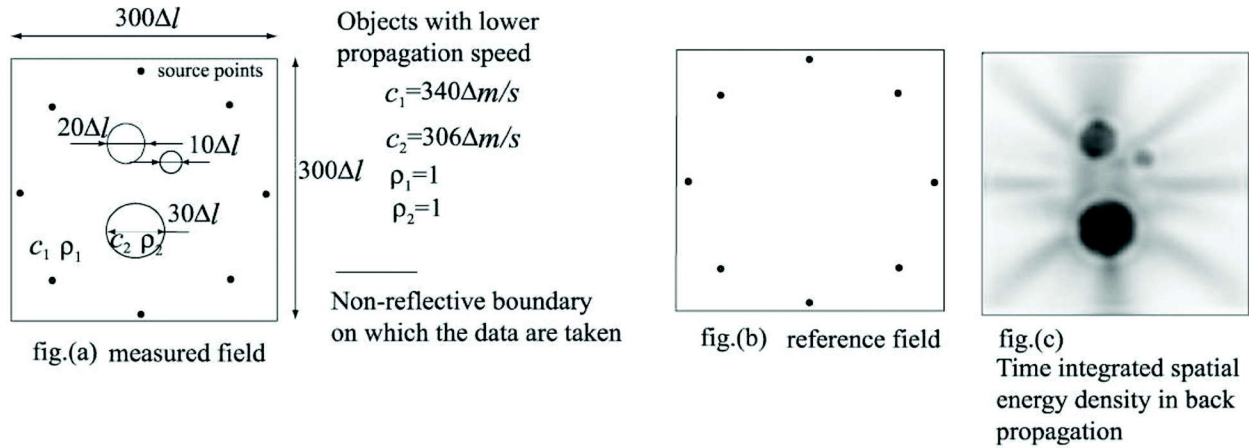 300Δl
source points
20Δl
10Δl
300Δl
30Δl
c₁ ρ₁
c₂ ρ₂
fig.(a) measured field
Objects with lower
propagation speed
c₁=340Δm/s
c₂=306Δm/s
ρ₁=1
ρ₂=1
Non-reflective boundary
on which the data are taken
fig.(b) reference field
fig.(c)
Time integrated spatial
energy density in back
propagation